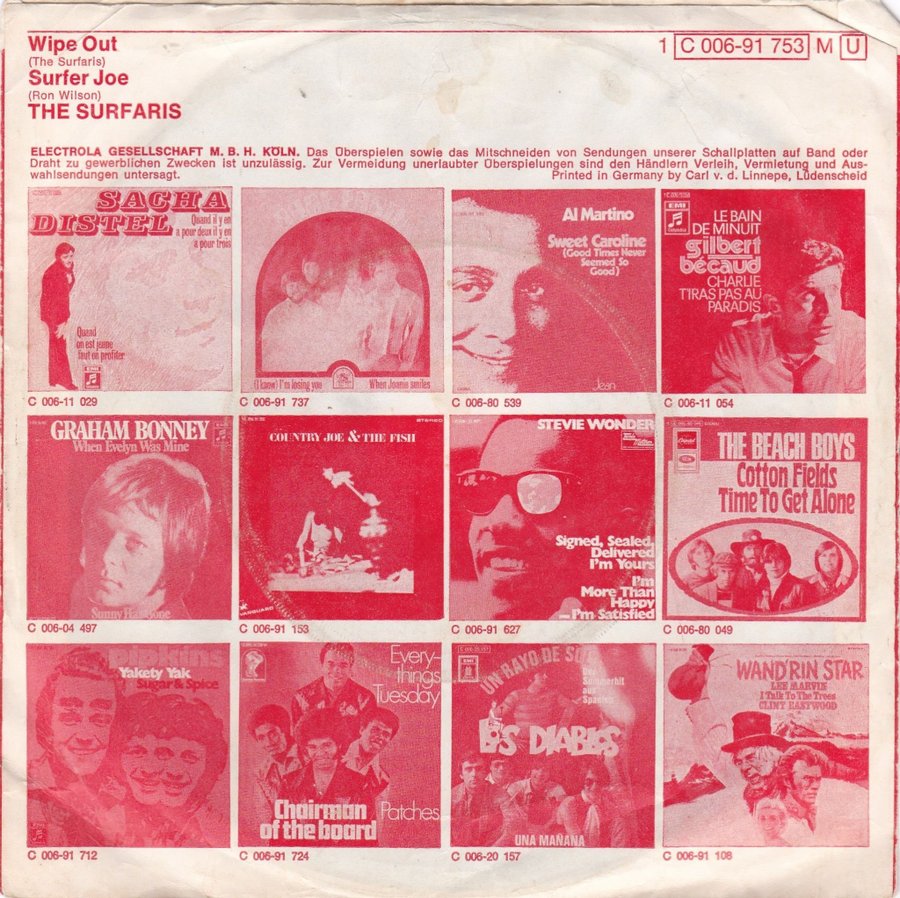 Wipe Out
(The Surfaris)
Surfer Joe
(Ron Wilson)
THE SURFARIS
1 C 006-91 753 M U
ELECTROLA GESELLSCHAFT M. B. H. KÖLN. Das Überspielen sowie das Mitschneiden von Sendungen unserer Schallplatten auf Band oder
Draht zu gewerblichen Zwecken ist unzulässig. Zur Vermeidung unerlaubter Überspielungen sind den Händlern Verleih, Vermietung und Aus-
wahlsendungen untersagt.
Printed in Germany by Carl v. d. Linnepe, Lüdenscheid
SACHA
DISTEL
Quand il y en
a pour deux il y en
a pour trois
Quand
on est jeune
faut en profiter
EMI
C 006-11 029
(I know) I'm losing you
When Joanie smiles
C 006-91 737
Al Martino
Sweet Caroline
(Good Times Never
Seemed So
Good)
Jean
C 006-80 539
EMI
Columbia
LE BAIN
DE MINUIT
gilbert
bécaud
CHARLIE
T'IRAS PAS AU
PARADIS
C 006-11 054
GRAHAM BONNEY
When Evelyn Was Mine
C 006-04 497
STEREO
COUNTRY JOE & THE FISH
VANGUARD
C 006-91 153
STEVIE WONDER
Signed, Sealed,
Delivered
I'm Yours
I'm
More Than
Happy
—I'm Satisfied
C 006-91 627
THE BEACH BOYS
Cotton Fields
Time To Get Alone
C 006-80 049
Yakety Yak
Sugar & Spice
C 006-91 712
Every-
things
Tuesday
Chairman
of the board
Patches
C 006-91 724
EMI
UN RAYO DE
Der
Sommerhit
aus
Spanien
LOS DIABLOS
UNA MAÑANA
C 006-20 157
WAND'RIN STAR
LEE MARVIN
I Talk To The Trees
CLINT EASTWOOD
C 006-91 108